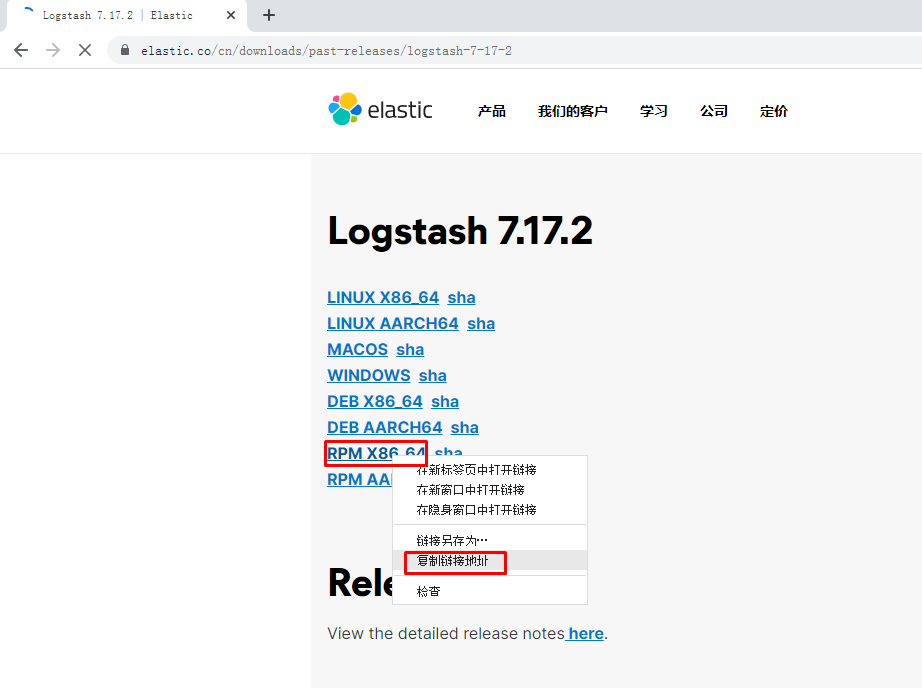 Logstash 7.17.2 | Elastic
elastic.co/cn/downloads/past-releases/logstash-7-17-2
elastic 产品 我们的客户 学习 公司 定价
Logstash 7.17.2
LINUX X86_64 sha
LINUX AARCH64 sha
MACOS sha
WINDOWS sha
DEB X86_64 sha
DEB AARCH64 sha
RPM X86_64 sha
RPM AA
在新标签页中打开链接
在新窗口中打开链接
在隐身窗口中打开链接
链接另存为…
复制链接地址
检查
Rele
View the detailed release notes here.